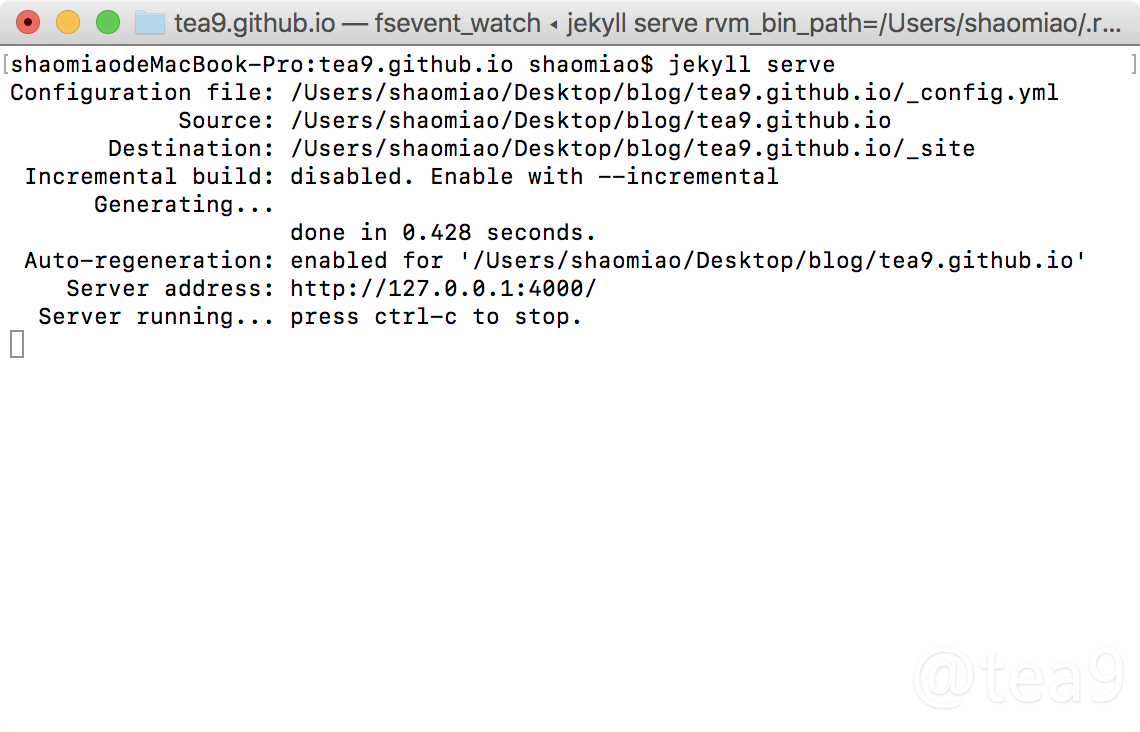 tea9.github.io — fsevent_watch ◂ jekyll serve rvm_bin_path=/Users/shaomiao/.r...
[shaomiaodeMacBook-Pro:tea9.github.io shaomiao$ jekyll serve ]
Configuration file: /Users/shaomiao/Desktop/blog/tea9.github.io/_config.yml
Source: /Users/shaomiao/Desktop/blog/tea9.github.io
Destination: /Users/shaomiao/Desktop/blog/tea9.github.io/_site
Incremental build: disabled. Enable with --incremental
Generating...
done in 0.428 seconds.
Auto-regeneration: enabled for '/Users/shaomiao/Desktop/blog/tea9.github.io'
Server address: http://127.0.0.1:4000/
Server running... press ctrl-c to stop.
@tea9